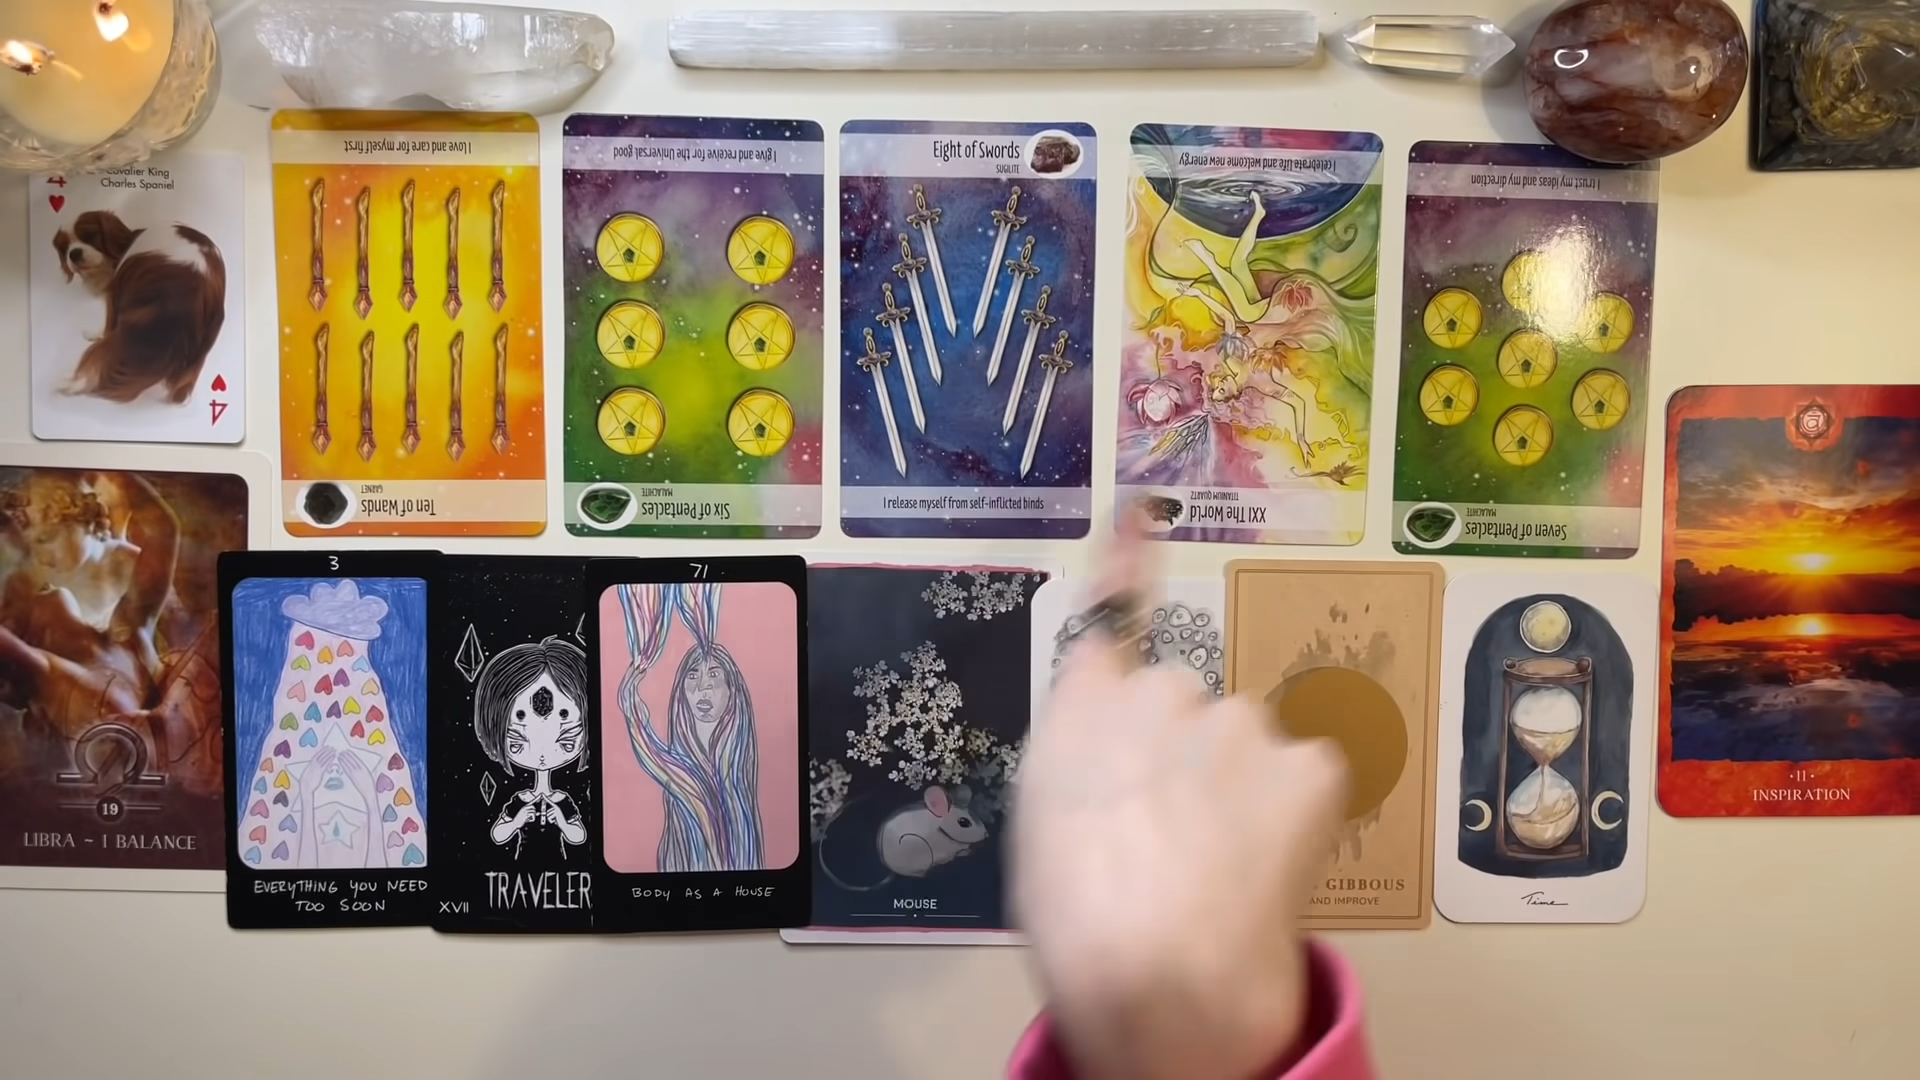 4
Cavalier King
Charles Spaniel
4
I love and care for myself first
Ten of Wands
GARNET
I give and receive for the Universal good
Six of Pentacles
MALACHITE
Eight of Swords
SUGILITE
I release myself from self-inflicted binds
I celebrate life and welcome new energy
XXI The World
TITANIUM QUARTZ
I trust my ideas and my direction
Seven of Pentacles
MALACHITE
19
LIBRA ~ I BALANCE
3
EVERYTHING YOU NEED
TOO SOON
XVII TRAVELER
71
BODY AS A HOUSE
MOUSE
GIBBOUS
AND IMPROVE
Time
·11·
INSPIRATION